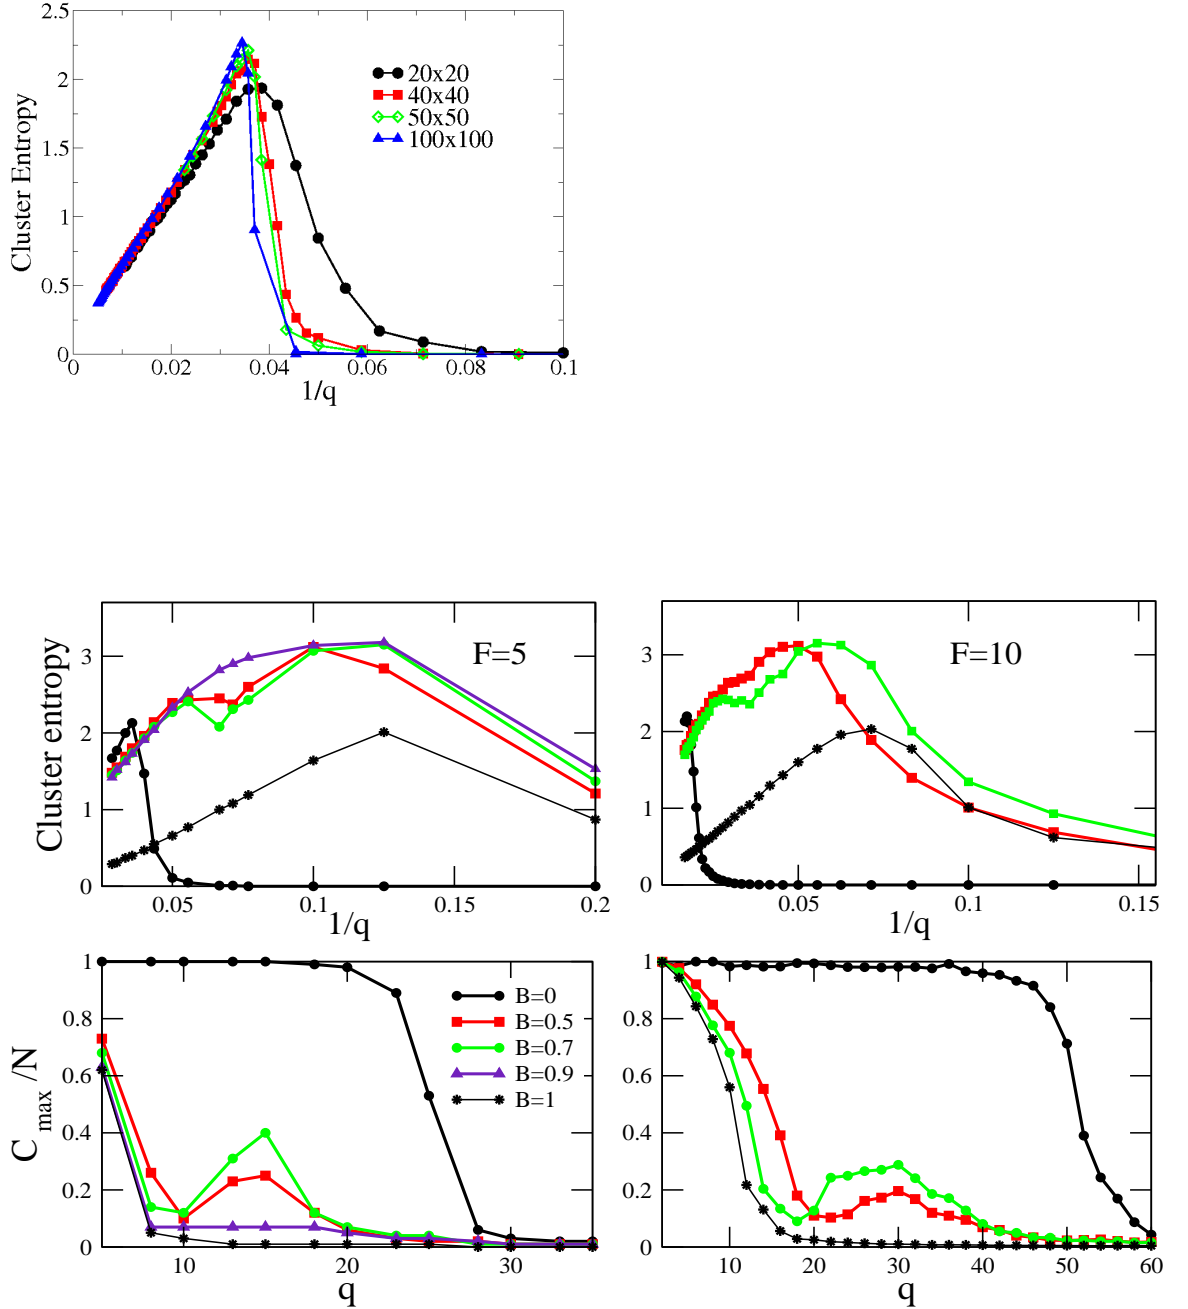 2.5
2
1.5
1
0.5
0
Cluster Entropy
20x20
40x40
50x50
100x100
0 0.02 0.04 0.06 0.08 0.1
1/q
3
2
1
0
Cluster entropy
F=5
0.05 0.1 0.15 0.2
1/q
3
2
1
0
F=10
0.05 0.1 0.15
1/q
1
0.8
0.6
0.4
0.2
0
C max /N
B=0
B=0.5
B=0.7
B=0.9
B=1
10 20 30
q
1
0.8
0.6
0.4
0.2
0
10 20 30 40 50 60
q